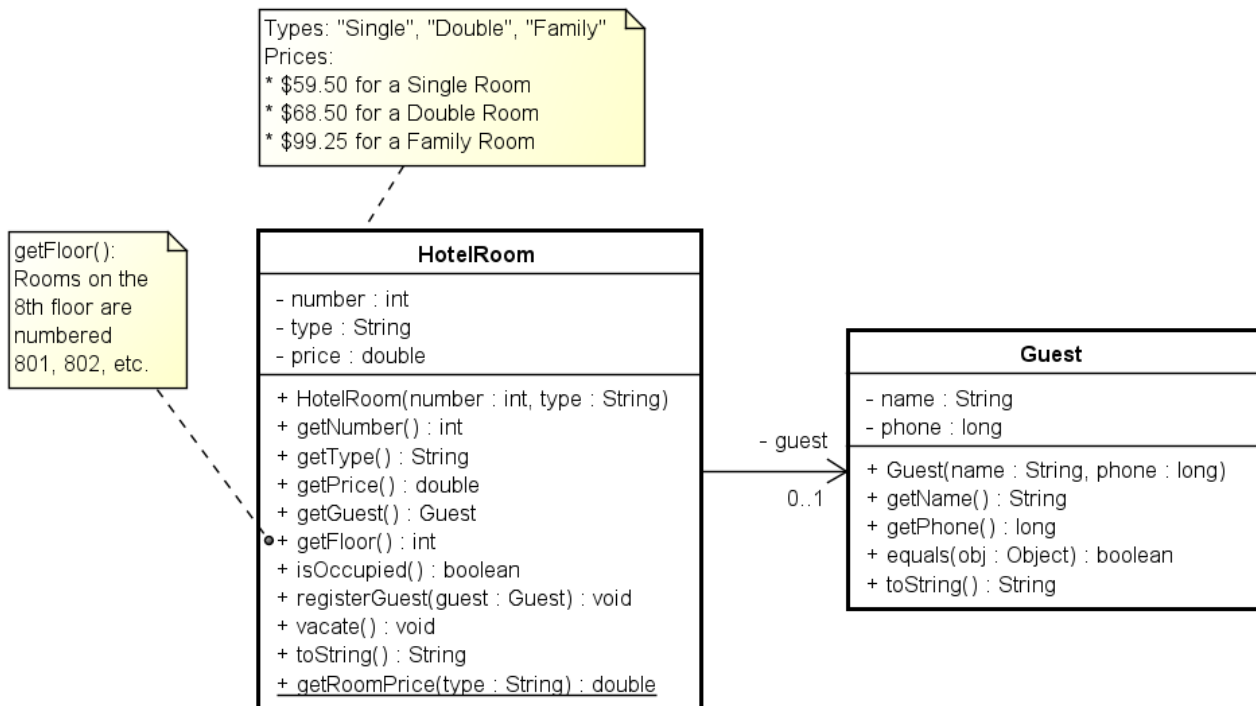 Types: "Single", "Double", "Family"
Prices:
* $59.50 for a Single Room
* $68.50 for a Double Room
* $99.25 for a Family Room
getFloor():
Rooms on the
8th floor are
numbered
801, 802, etc.
HotelRoom
- number : int
- type : String
- price : double
+ HotelRoom(number : int, type : String)
+ getNumber() : int
+ getType() : String
+ getPrice() : double
+ getGuest() : Guest
+ getFloor() : int
+ isOccupied() : boolean
+ registerGuest(guest : Guest) : void
+ vacate() : void
+ toString() : String
+ getRoomPrice(type : String) : double
- guest
0..1
Guest
- name : String
- phone : long
+ Guest(name : String, phone : long)
+ getName() : String
+ getPhone() : long
+ equals(obj : Object) : boolean
+ toString() : String